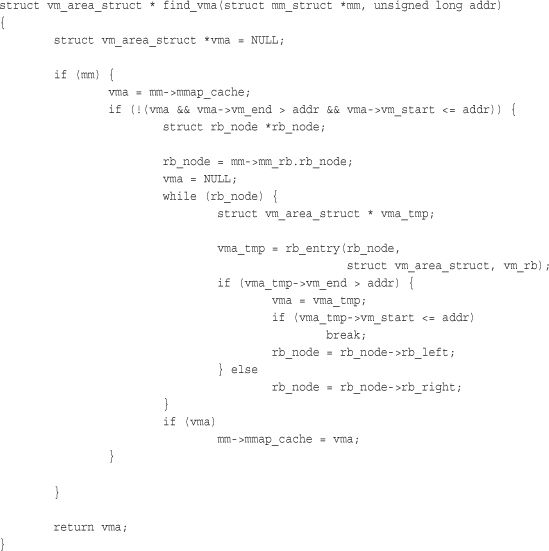 struct vm_area_struct * find_vma(struct mm_struct *mm, unsigned long addr)
{
        struct vm_area_struct *vma = NULL;

        if (mm) {
                vma = mm->mmap_cache;
                if (!(vma && vma->vm_end > addr && vma->vm_start <= addr)) {
                        struct rb_node *rb_node;

                        rb_node = mm->mm_rb.rb_node;
                        vma = NULL;
                        while (rb_node) {
                                struct vm_area_struct * vma_tmp;

                                vma_tmp = rb_entry(rb_node,
                                                   struct vm_area_struct, vm_rb);
                                if (vma_tmp->vm_end > addr) {
                                        vma = vma_tmp;
                                        if (vma_tmp->vm_start <= addr)
                                                break;
                                        rb_node = rb_node->rb_left;
                                } else
                                        rb_node = rb_node->rb_right;
                        }
                        if (vma)
                                mm->mmap_cache = vma;
                }

        }

        return vma;
}